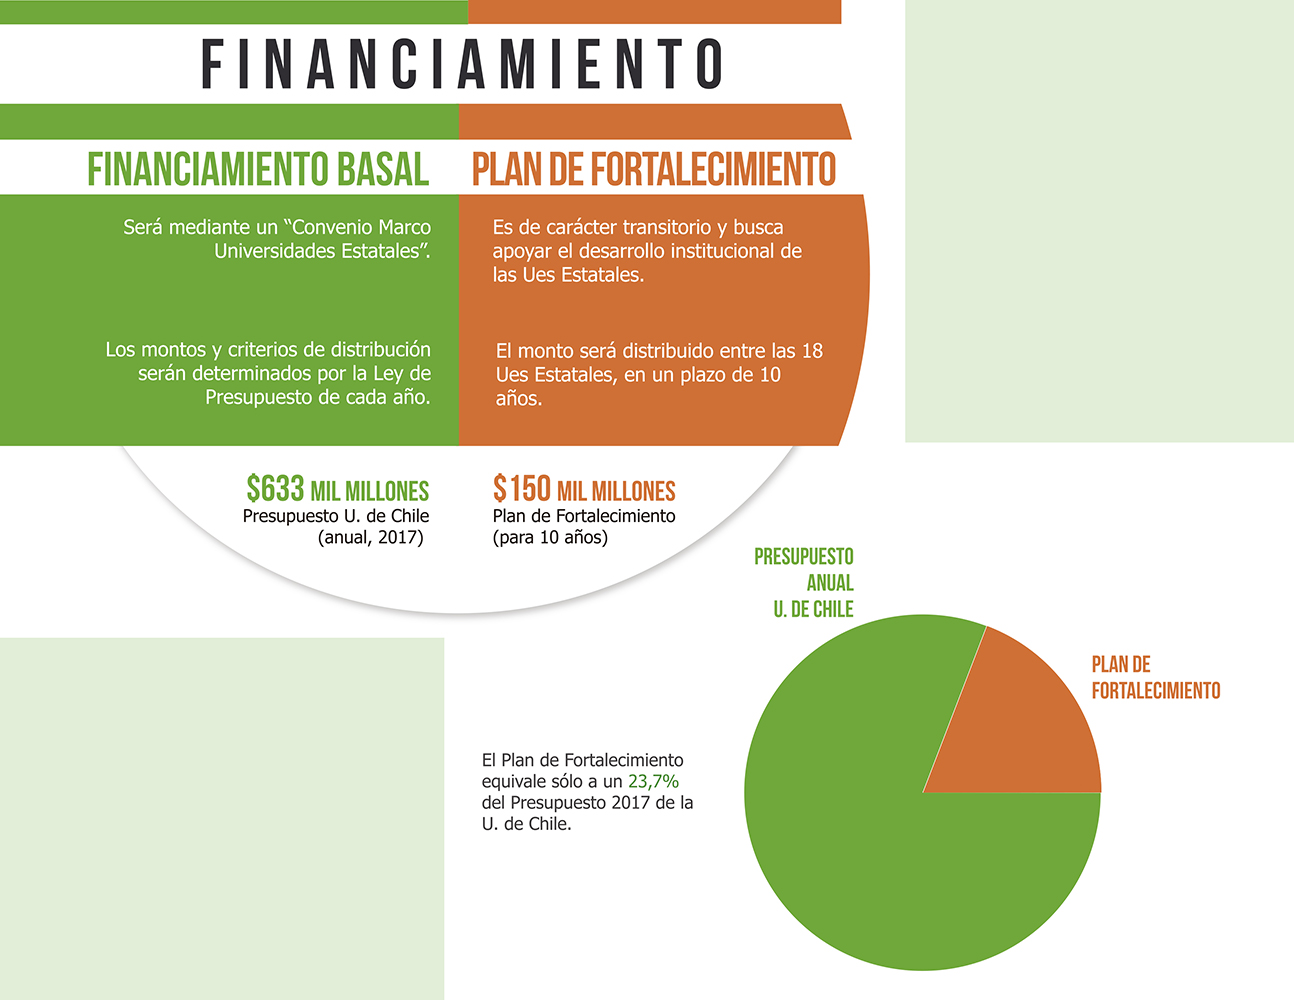 FINANCIAMIENTO
FINANCIAMIENTO BASAL
Será mediante un “Convenio Marco
Universidades Estatales”.
Los montos y criterios de distribución
serán determinados por la Ley de
Presupuesto de cada año.
$633 MIL MILLONES
Presupuesto U. de Chile
(anual, 2017)
PLAN DE FORTALECIMIENTO
Es de carácter transitorio y busca
apoyar el desarrollo institucional de
las Ues Estatales.
El monto será distribuido entre las 18
Ues Estatales, en un plazo de 10
años.
$150 MIL MILLONES
Plan de Fortalecimiento
(para 10 años)
PRESUPUESTO
ANUAL
U. DE CHILE
PLAN DE
FORTALECIMIENTO
El Plan de Fortalecimiento
equivale sólo a un 23,7%
del Presupuesto 2017 de la
U. de Chile.